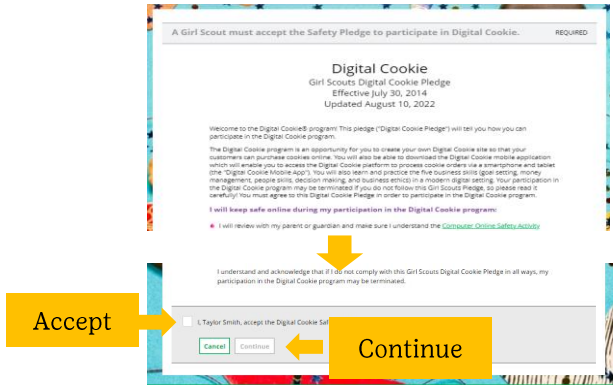 A Girl Scout must accept the Safety Pledge to participate in Digital Cookie.
REQUIRED
Digital Cookie
Girl Scouts Digital Cookie Pledge
Effective July 30, 2014
Updated August 10, 2022
Welcome to the Digital Cookie® program! This pledge ("Digital Cookie Pledge") will tell you how you can
participate in the Digital Cookie program.
The Digital Cookie program is an opportunity for you to create your own Digital Cookie site so that your
customers can purchase cookies online. You will also be able to download the Digital Cookie mobile application
which will enable you to access the Digital Cookie platform to process cookie orders via a smartphone and tablet
(the "Digital Cookie Mobile App"). You will also learn and practice the five business skills (goal setting, money
management, people skills, decision making, and business ethics) in a modern digital setting. Your participation in
the Digital Cookie program may be terminated if you do not follow this Girl Scouts Pledge, so please read it
carefully! You must agree to this Digital Cookie Pledge in order to participate in the Digital Cookie program.
I will keep safe online during my participation in the Digital Cookie program:
I will review with my parent or guardian and make sure I understand the Computer Online Safety Activity
I understand and acknowledge that if I do not comply with this Girl Scouts Digital Cookie Pledge in all ways, my
participation in the Digital Cookie program may be terminated.
Accept
I, Taylor Smith, accept the Digital Cookie Saf
Cancel
Continue
Continue